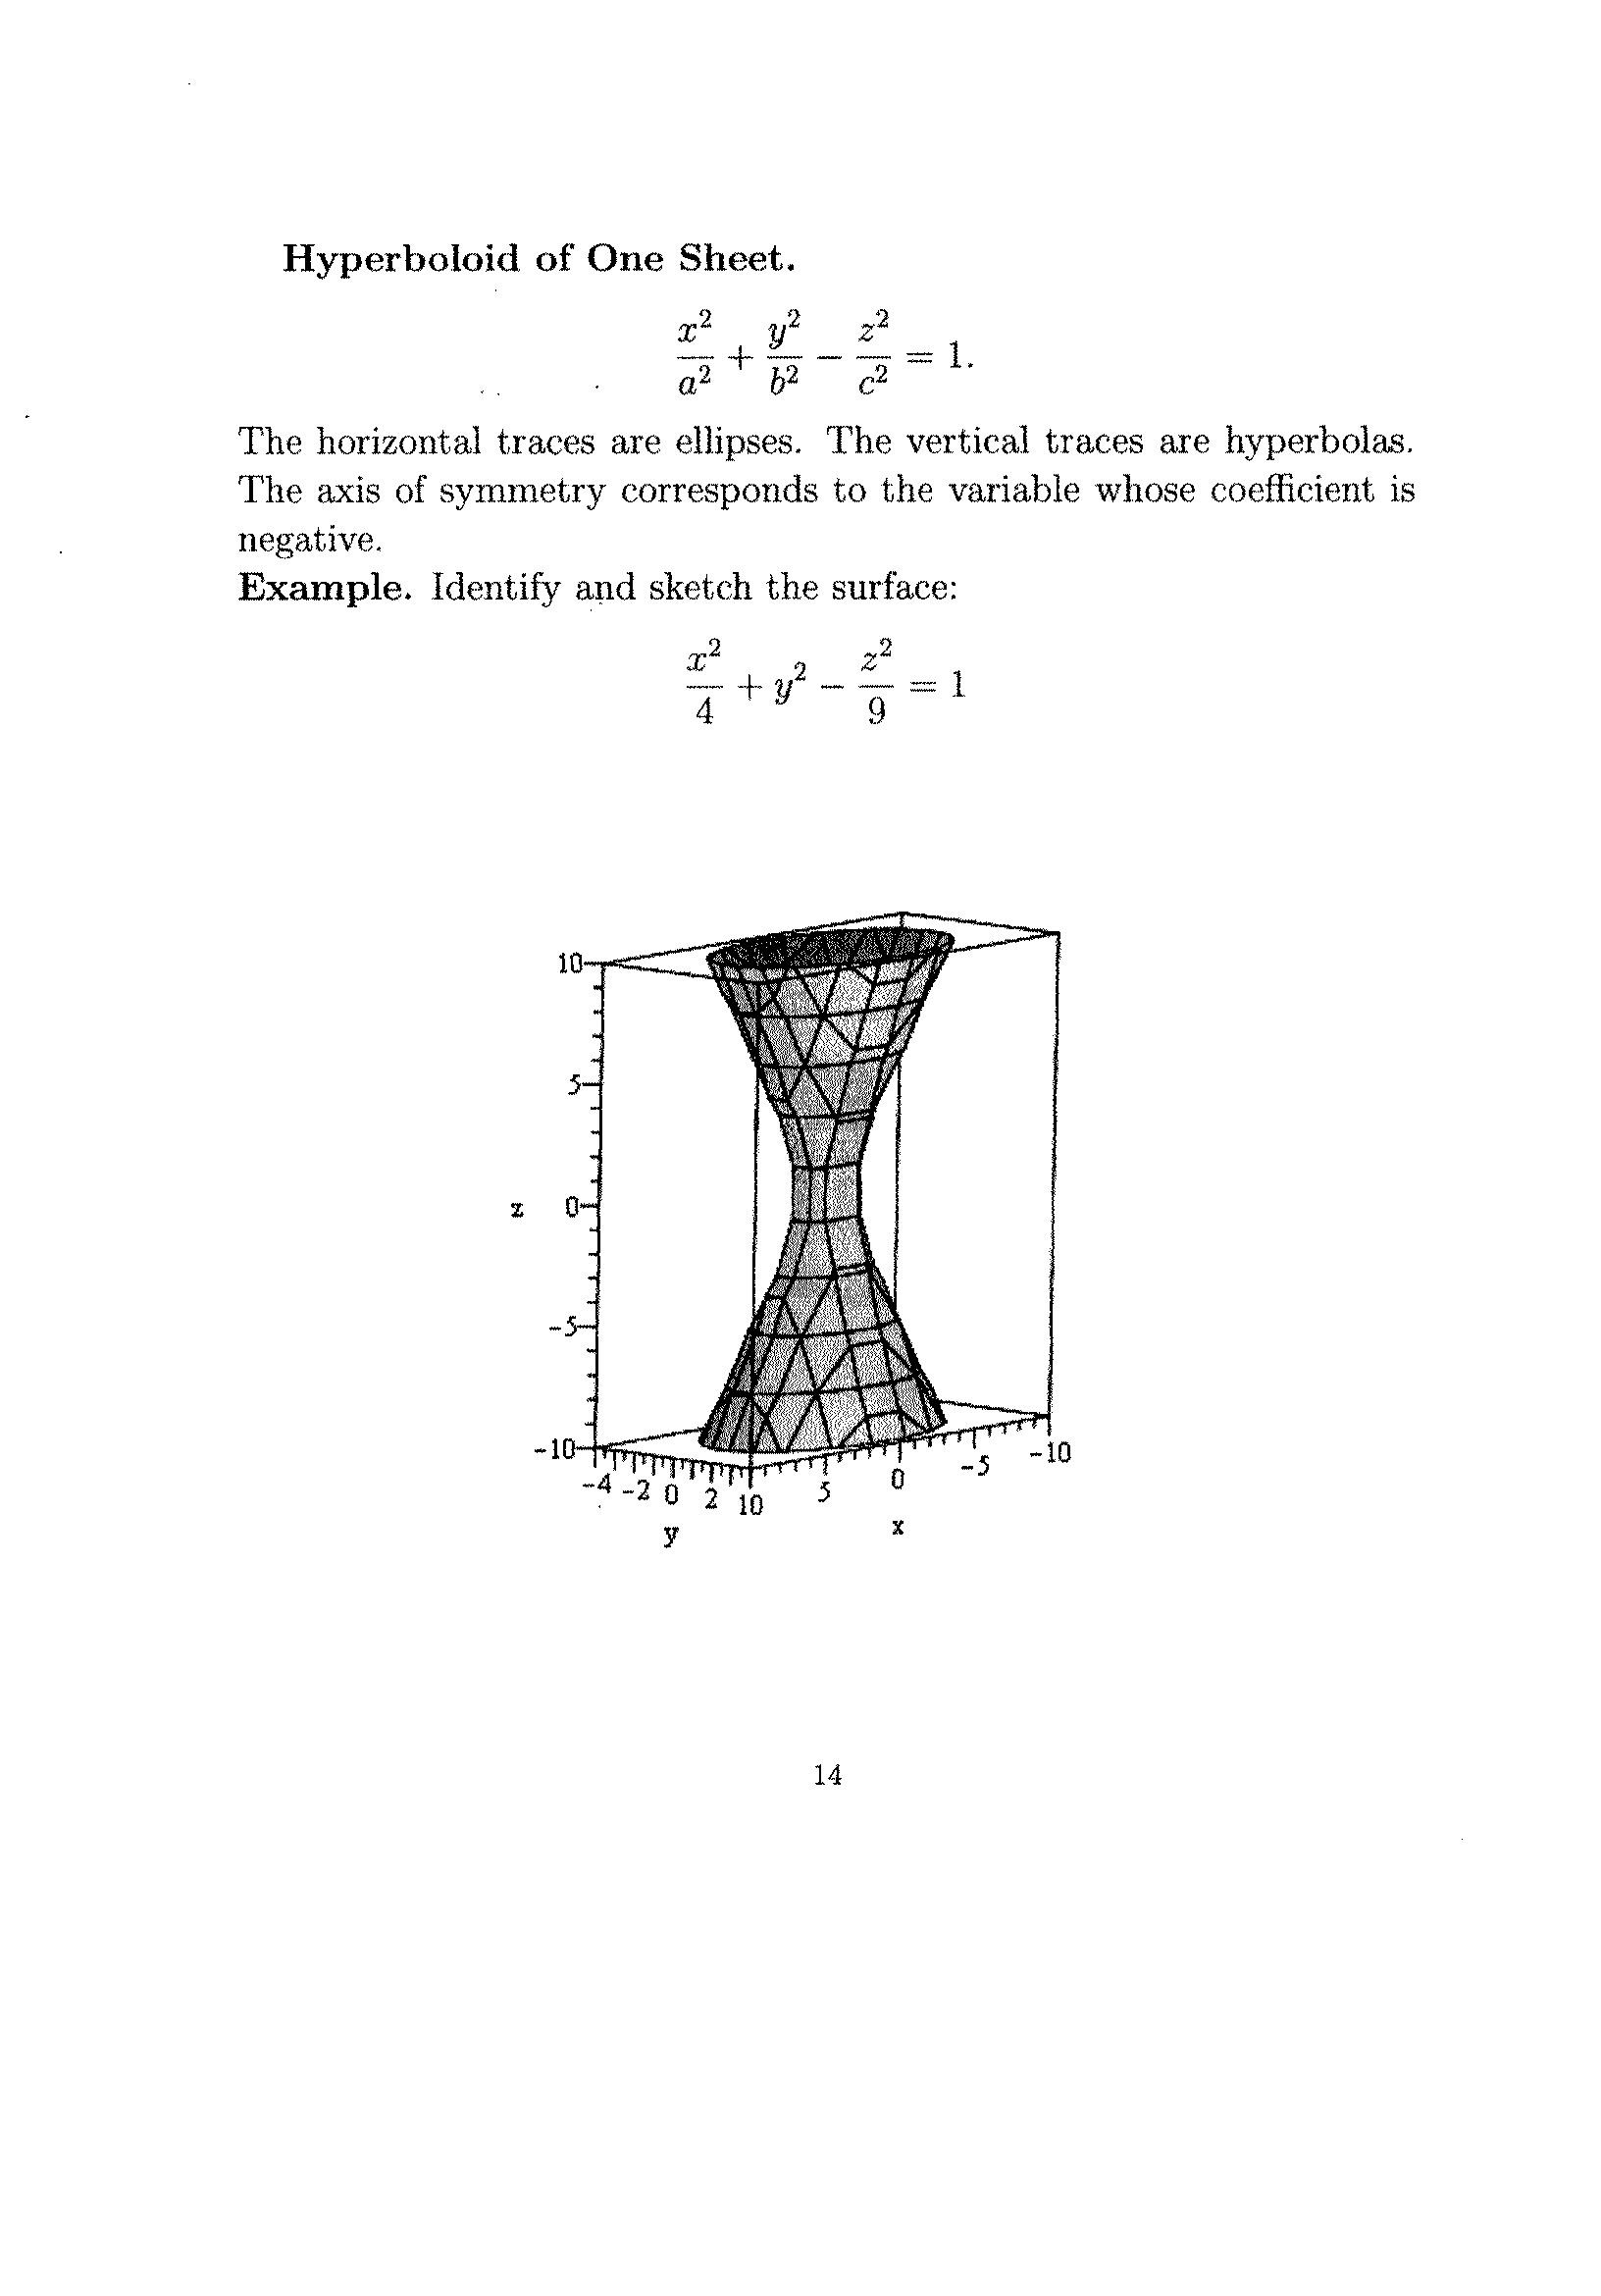 Hyperboloid of One Sheet.
x²/a² + y²/b² − z²/c² = 1.
The horizontal traces are ellipses. The vertical traces are hyperbolas.
The axis of symmetry corresponds to the variable whose coefficient is
negative.
Example. Identify and sketch the surface:
x²/4 + y² − z²/9 = 1
10
5
z 0
-5
-10
-4 -2 0 2 10 5 0 -5 -10
y x
14